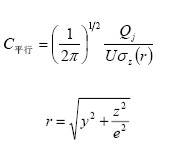 C平行 = (1/2π)^1/2 Qj/Uσz(r)
r = √(y² + z²/e²)